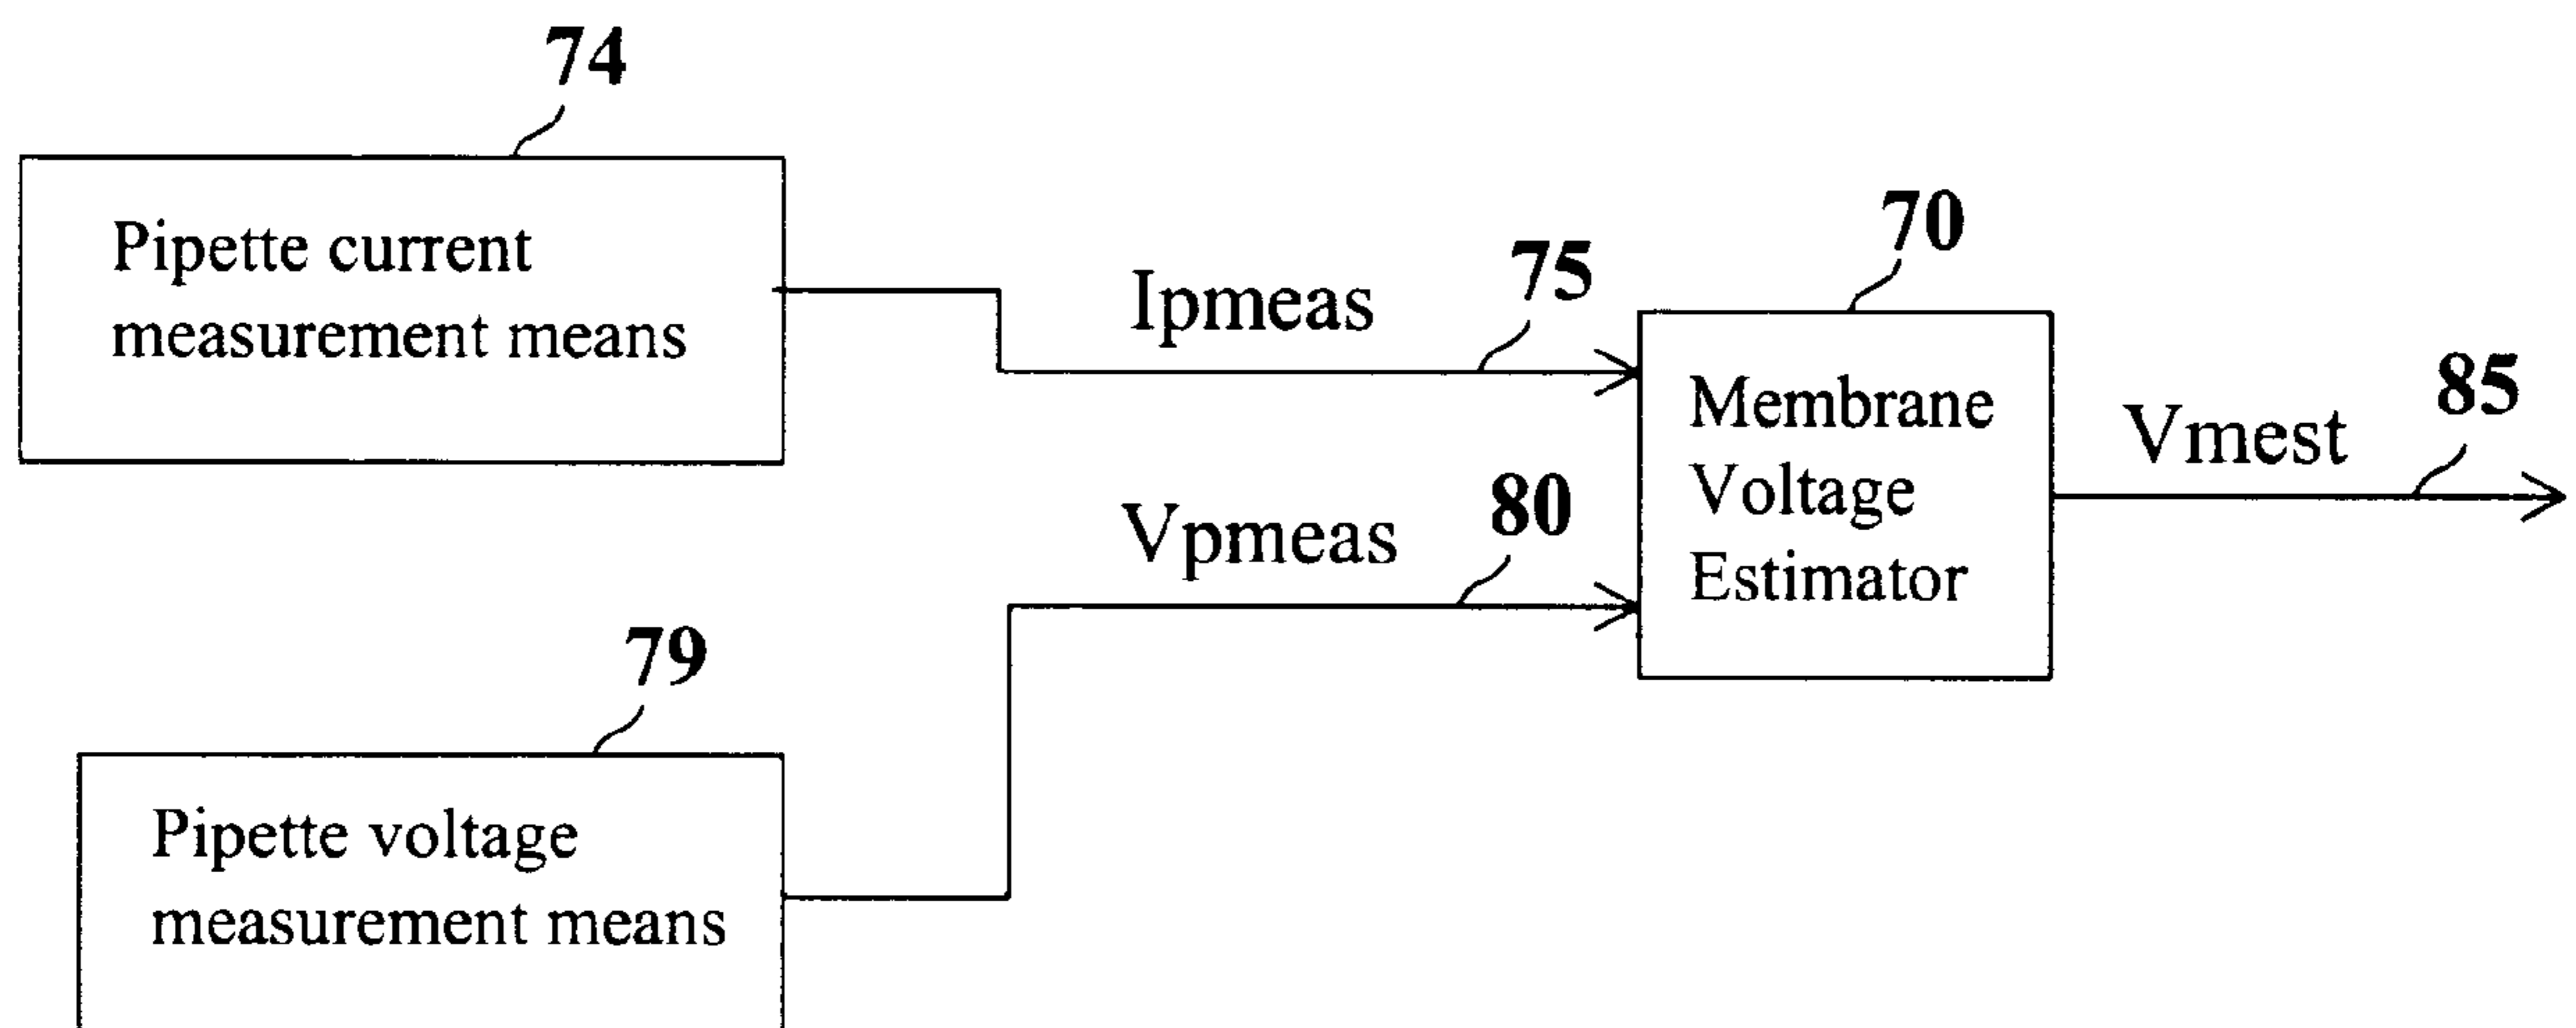 74
Pipette current
measurement means
Ipmeas
75
70
Membrane
Voltage
Estimator
Vmest
85
Vpmeas
80
79
Pipette voltage
measurement means